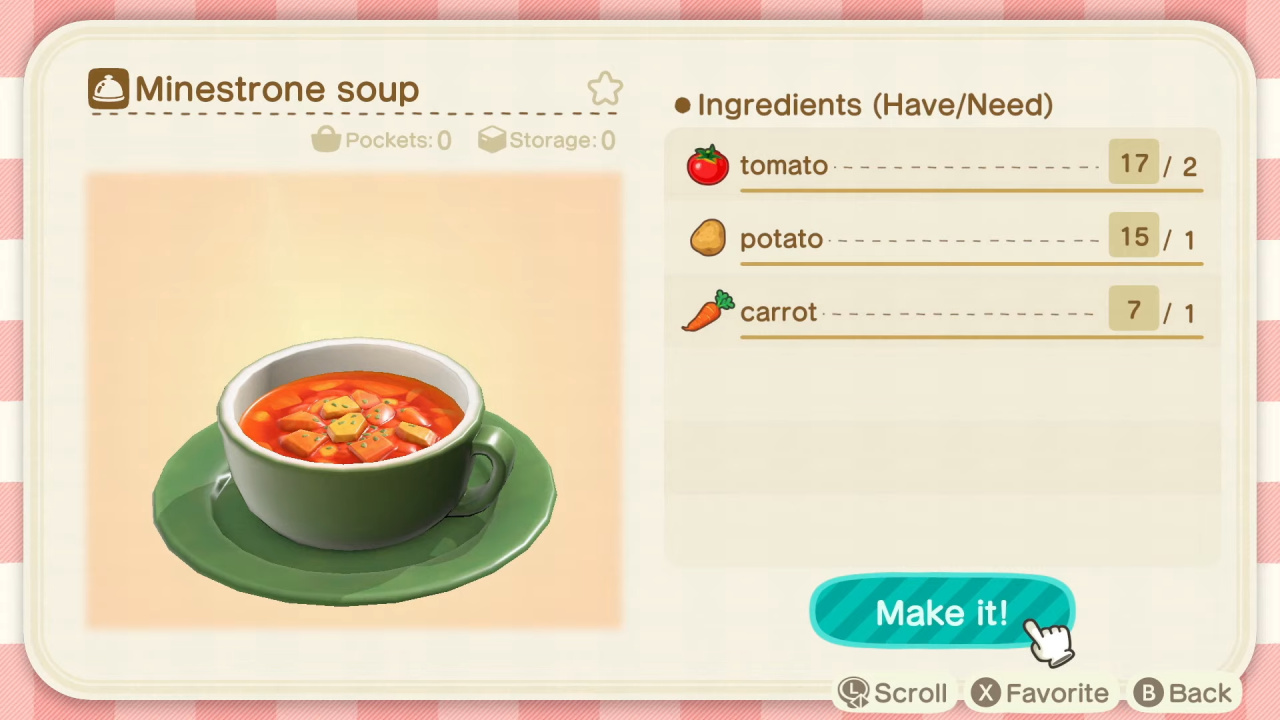 Minestrone soup
Pockets: 0 Storage: 0
Ingredients (Have/Need)
tomato 17 / 2
potato 15 / 1
carrot 7 / 1
Make it!
L Scroll X Favorite B Back